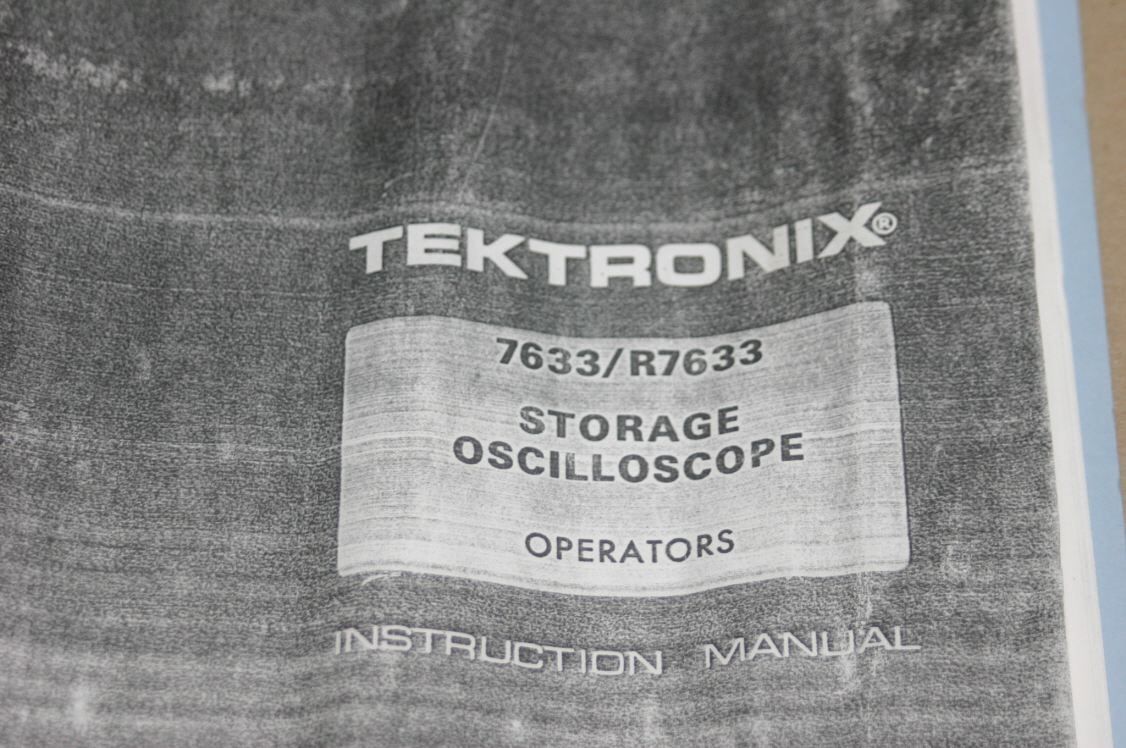 TEKTRONIX®
7633/R7633
STORAGE
OSCILLOSCOPE
OPERATORS
INSTRUCTION MANUAL